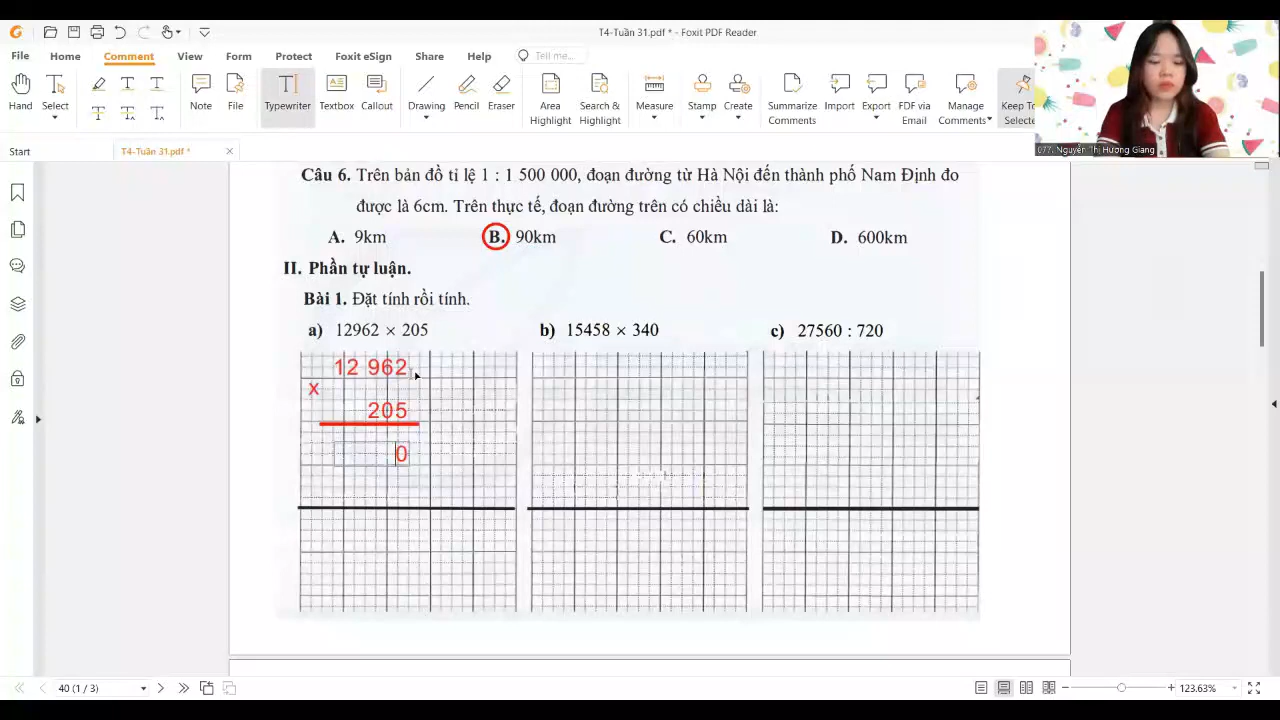 T4-Tuần 31.pdf * - Foxit PDF Reader
File Home Comment View Form Protect Foxit eSign Share Help Tell me...
Hand Select Note File Typewriter Textbox Callout Drawing Pencil Eraser Area Highlight Search & Highlight Measure Stamp Create Summarize Comments Import Export FDF via Email Manage Comments Keep To Selecte
077. Nguyễn Thị Hương Giang
Start T4-Tuần 31.pdf *
Câu 6. Trên bản đồ tỉ lệ 1 : 1 500 000, đoạn đường từ Hà Nội đến thành phố Nam Định đo
được là 6cm. Trên thực tế, đoạn đường trên có chiều dài là:
A. 9km B. 90km C. 60km D. 600km
II. Phần tự luận.
Bài 1. Đặt tính rồi tính.
a) 12962 × 205 b) 15458 × 340 c) 27560 : 720
12 962
x
205
0
40 (1 / 3) 123.63%